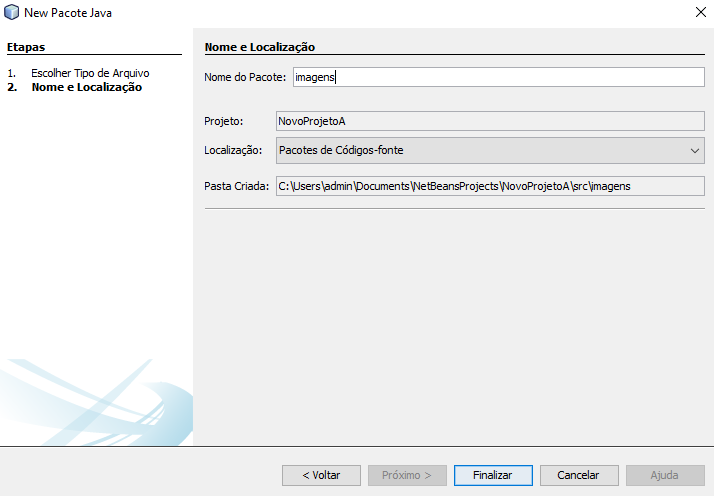 New Pacote Java
Etapas
1. Escolher Tipo de Arquivo
2. Nome e Localização
Nome e Localização
Nome do Pacote: imagens
Projeto: NovoProjetoA
Localização: Pacotes de Códigos-fonte
Pasta Criada: C:\Users\admin\Documents\NetBeansProjects\NovoProjetoA\src\imagens
< Voltar Próximo > Finalizar Cancelar Ajuda